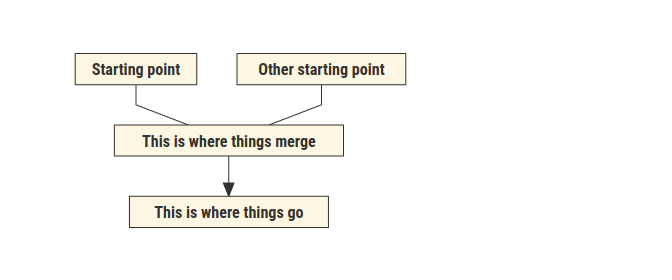 Starting point
Other starting point
This is where things merge
This is where things go